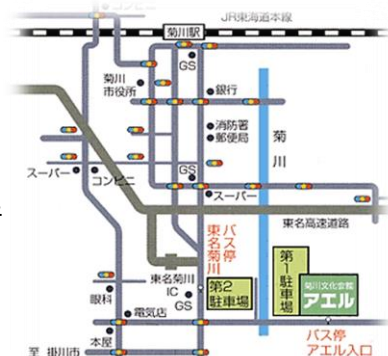 コンビニ
JR東海道本線
菊川駅
GS
菊川
市役所
銀行
消防署
郵便局
菊川
GS
スーパー
コンビニ
スーパー
東名高速道路
バス停
東名菊川
東名菊川
IC
GS
第2
駐車場
第1駐車場
菊川文化会館
アエル
眼科
電気店
本屋
至 掛川市
バス停
アエル入口